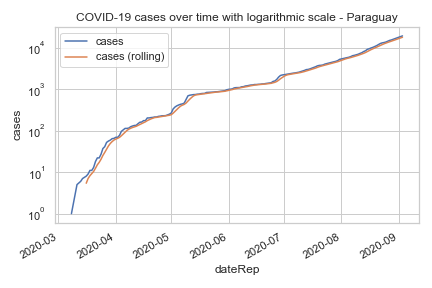 COVID-19 cases over time with logarithmic scale - Paraguay
cases
cases (rolling)
10⁴
10³
10²
10¹
10⁰
cases
2020-03
2020-04
2020-05
2020-06
2020-07
2020-08
2020-09
dateRep